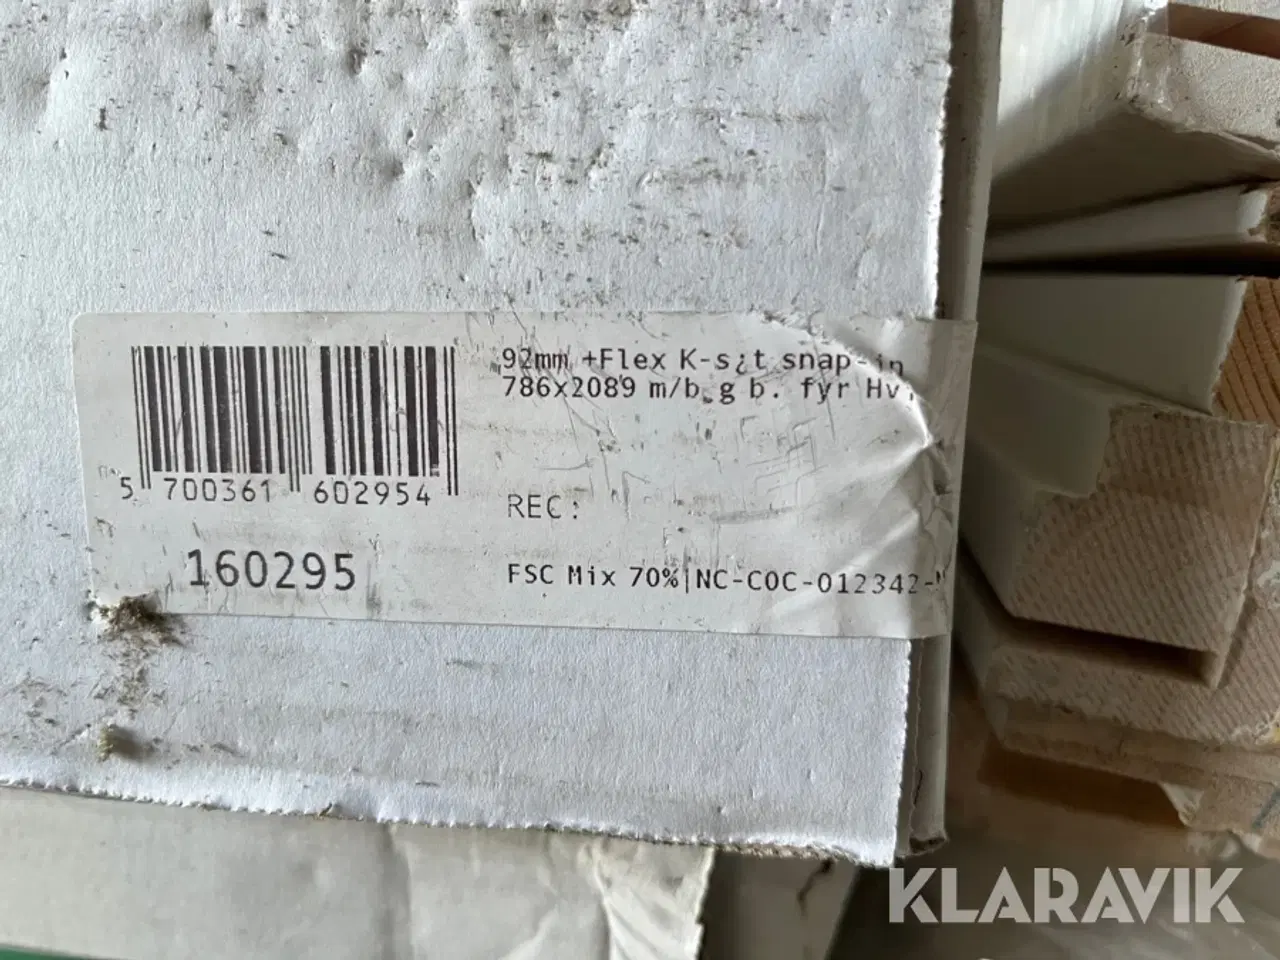 92mm +Flex K-s¿t snap-in
786x2089 m/b.g b. fyr Hv
5 700361 602954
REC:
160295
FSC Mix 70%|NC-COC-012342-
KLARAVIK